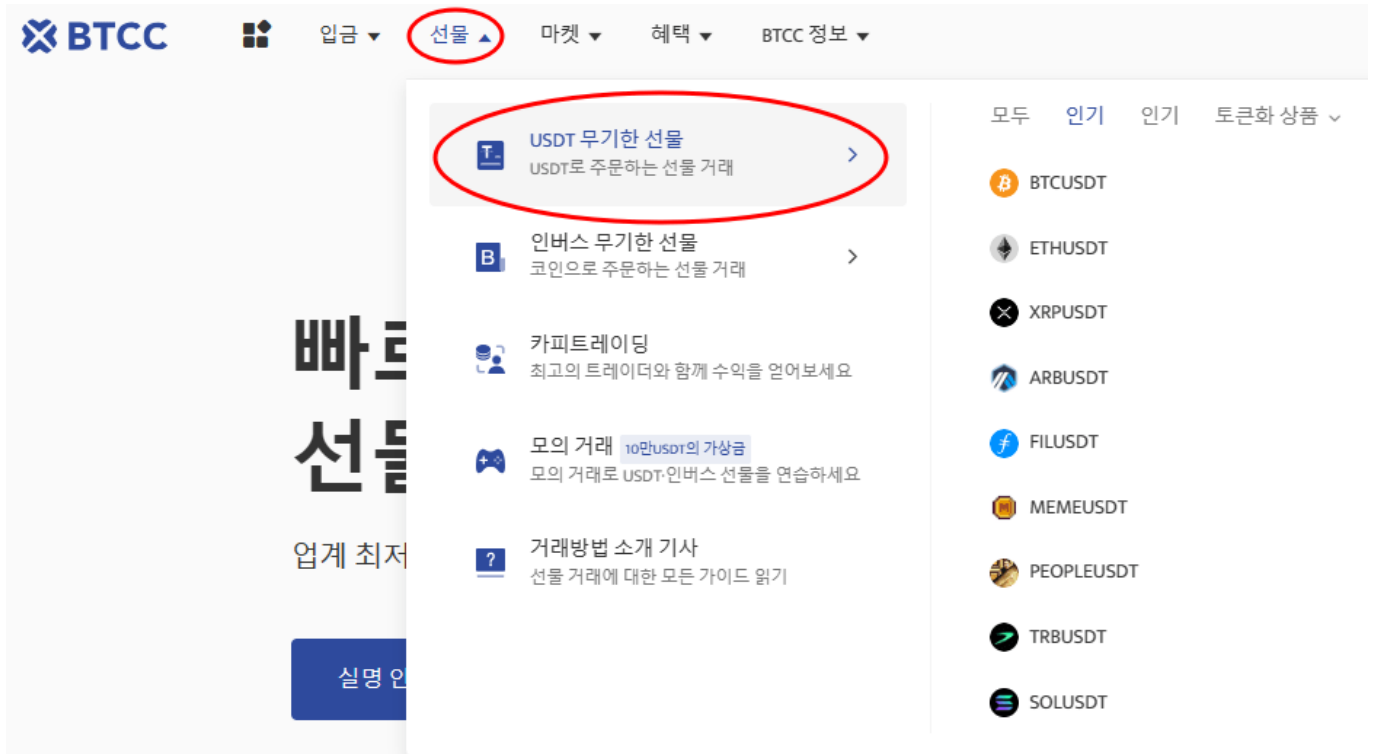 BTCC
입금 ▼
선물 ▲
마켓 ▼
혜택 ▼
BTCC 정보 ▼
USDT 무기한 선물
USDT로 주문하는 선물 거래
인버스 무기한 선물
코인으로 주문하는 선물 거래
카피트레이딩
최고의 트레이더와 함께 수익을 얻어보세요
모의 거래 10만USDT의 가상금
모의 거래로 USDT·인버스 선물을 연습하세요
거래방법 소개 기사
선물 거래에 대한 모든 가이드 읽기
모두 인기 인기 토큰화 상품
BTCUSDT
ETHUSDT
XRPUSDT
ARBUSDT
FILUSDT
MEMEUSDT
PEOPLEUSDT
TRBUSDT
SOLUSDT
업계 최저
실명